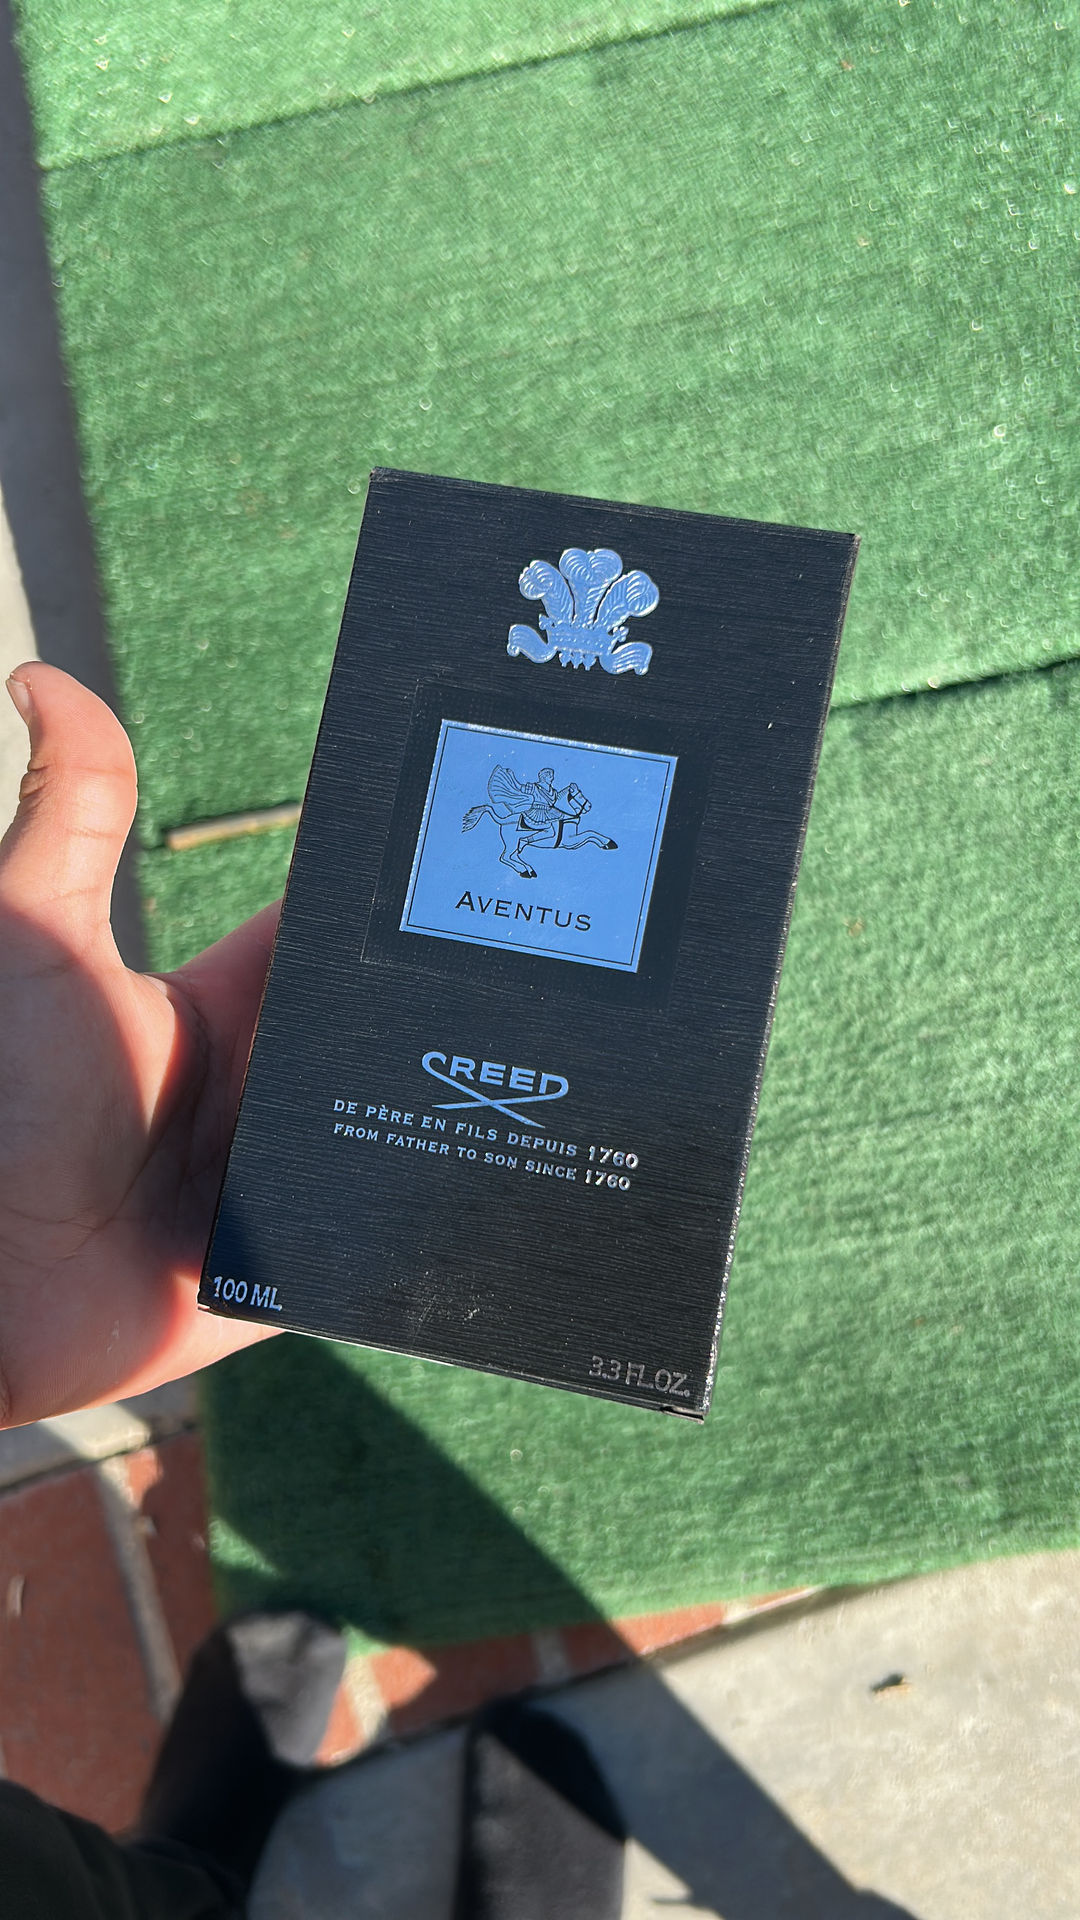 AVENTUS
CREED
DE PÈRE EN FILS DEPUIS 1760
FROM FATHER TO SON SINCE 1760
100 ML
3.3 FL.OZ.